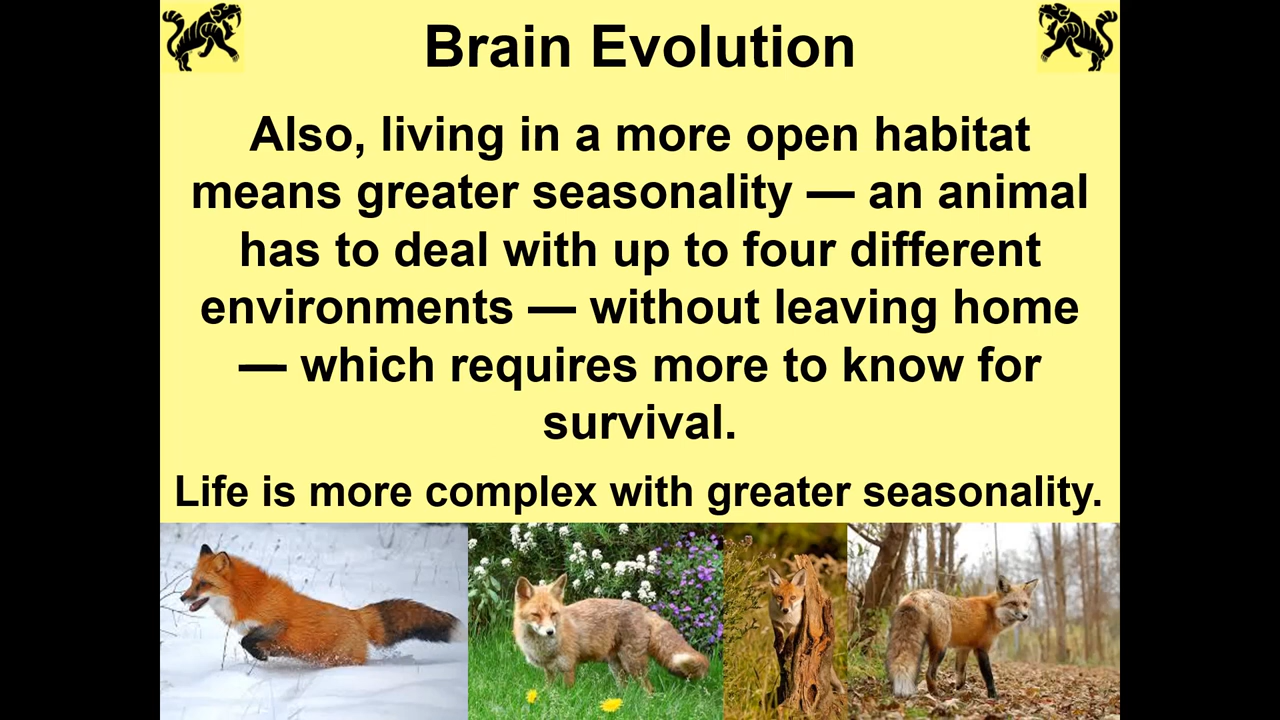 Brain Evolution
Also, living in a more open habitat
means greater seasonality — an animal
has to deal with up to four different
environments — without leaving home
— which requires more to know for
survival.
Life is more complex with greater seasonality.